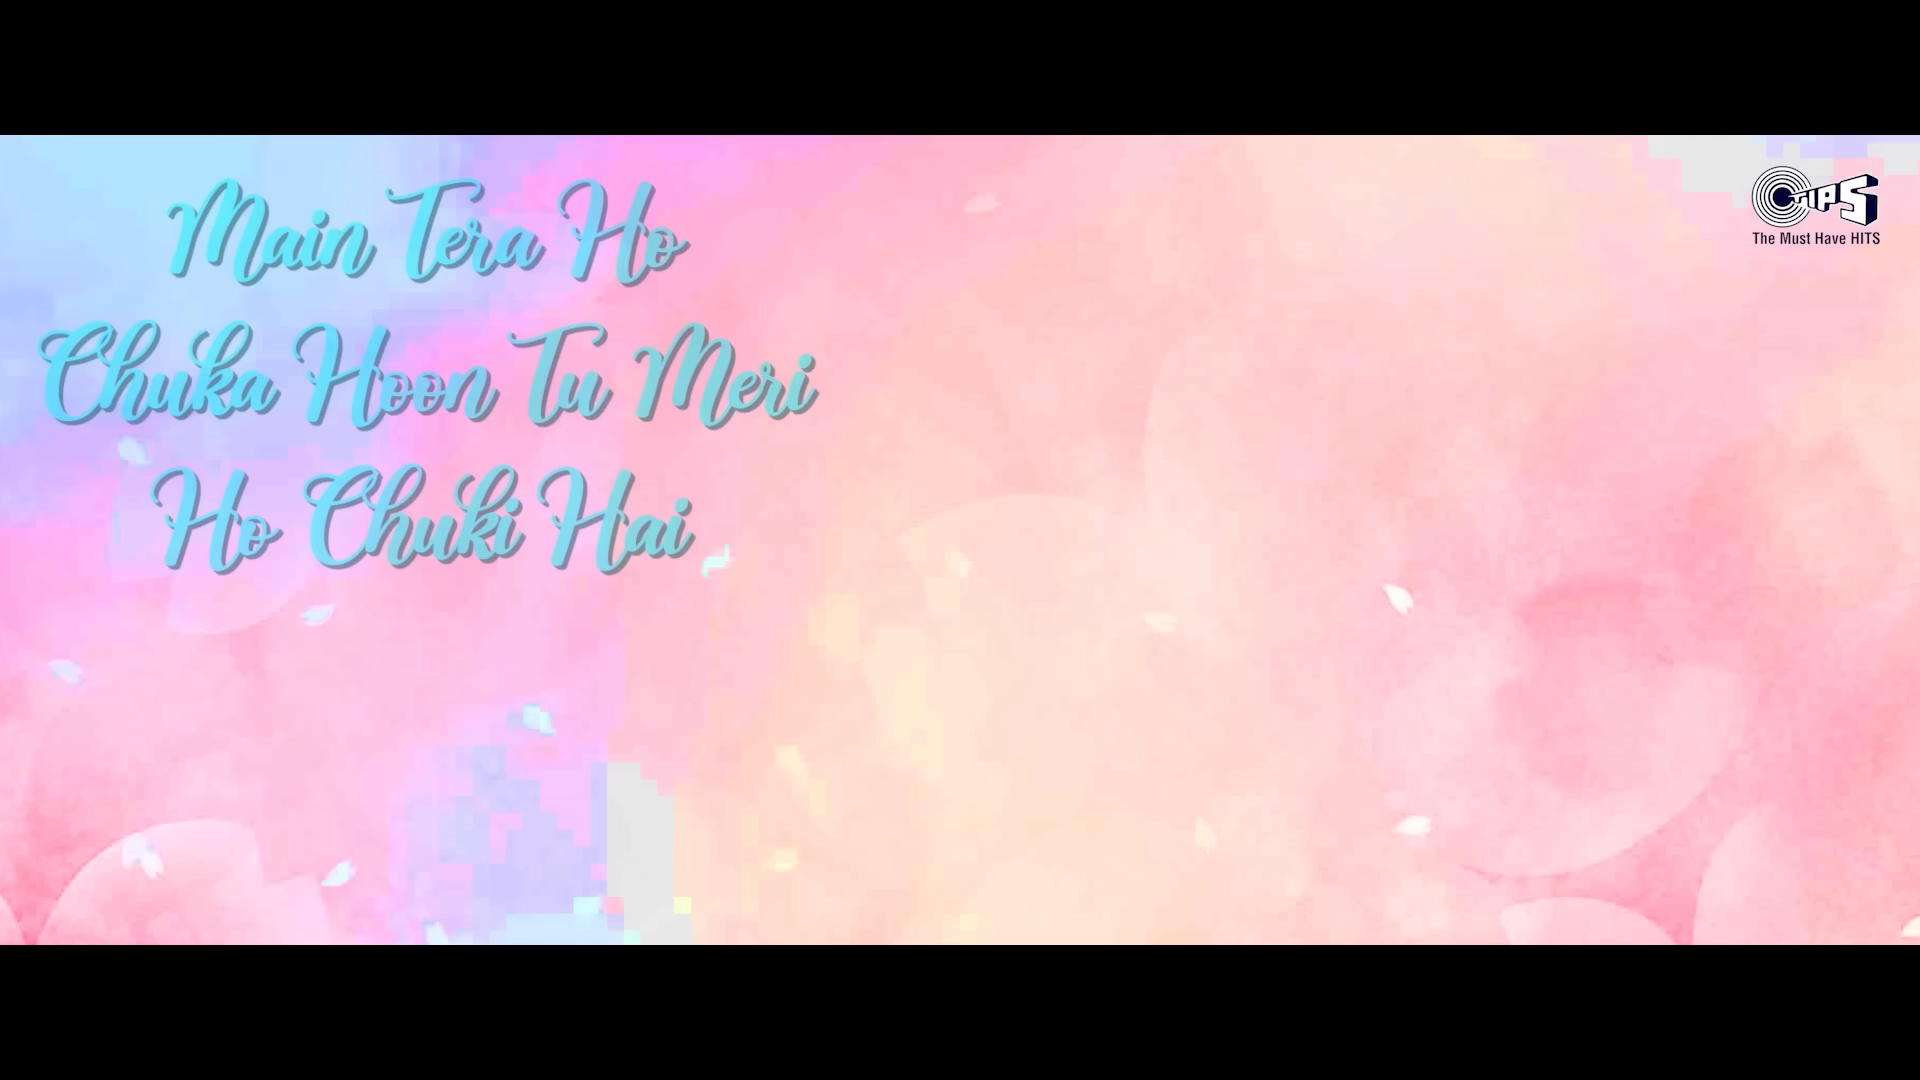 Main Tera Ho
Chuka Hoon Tu Meri
Ho Chuki Hai
TIPS
The Must Have HITS